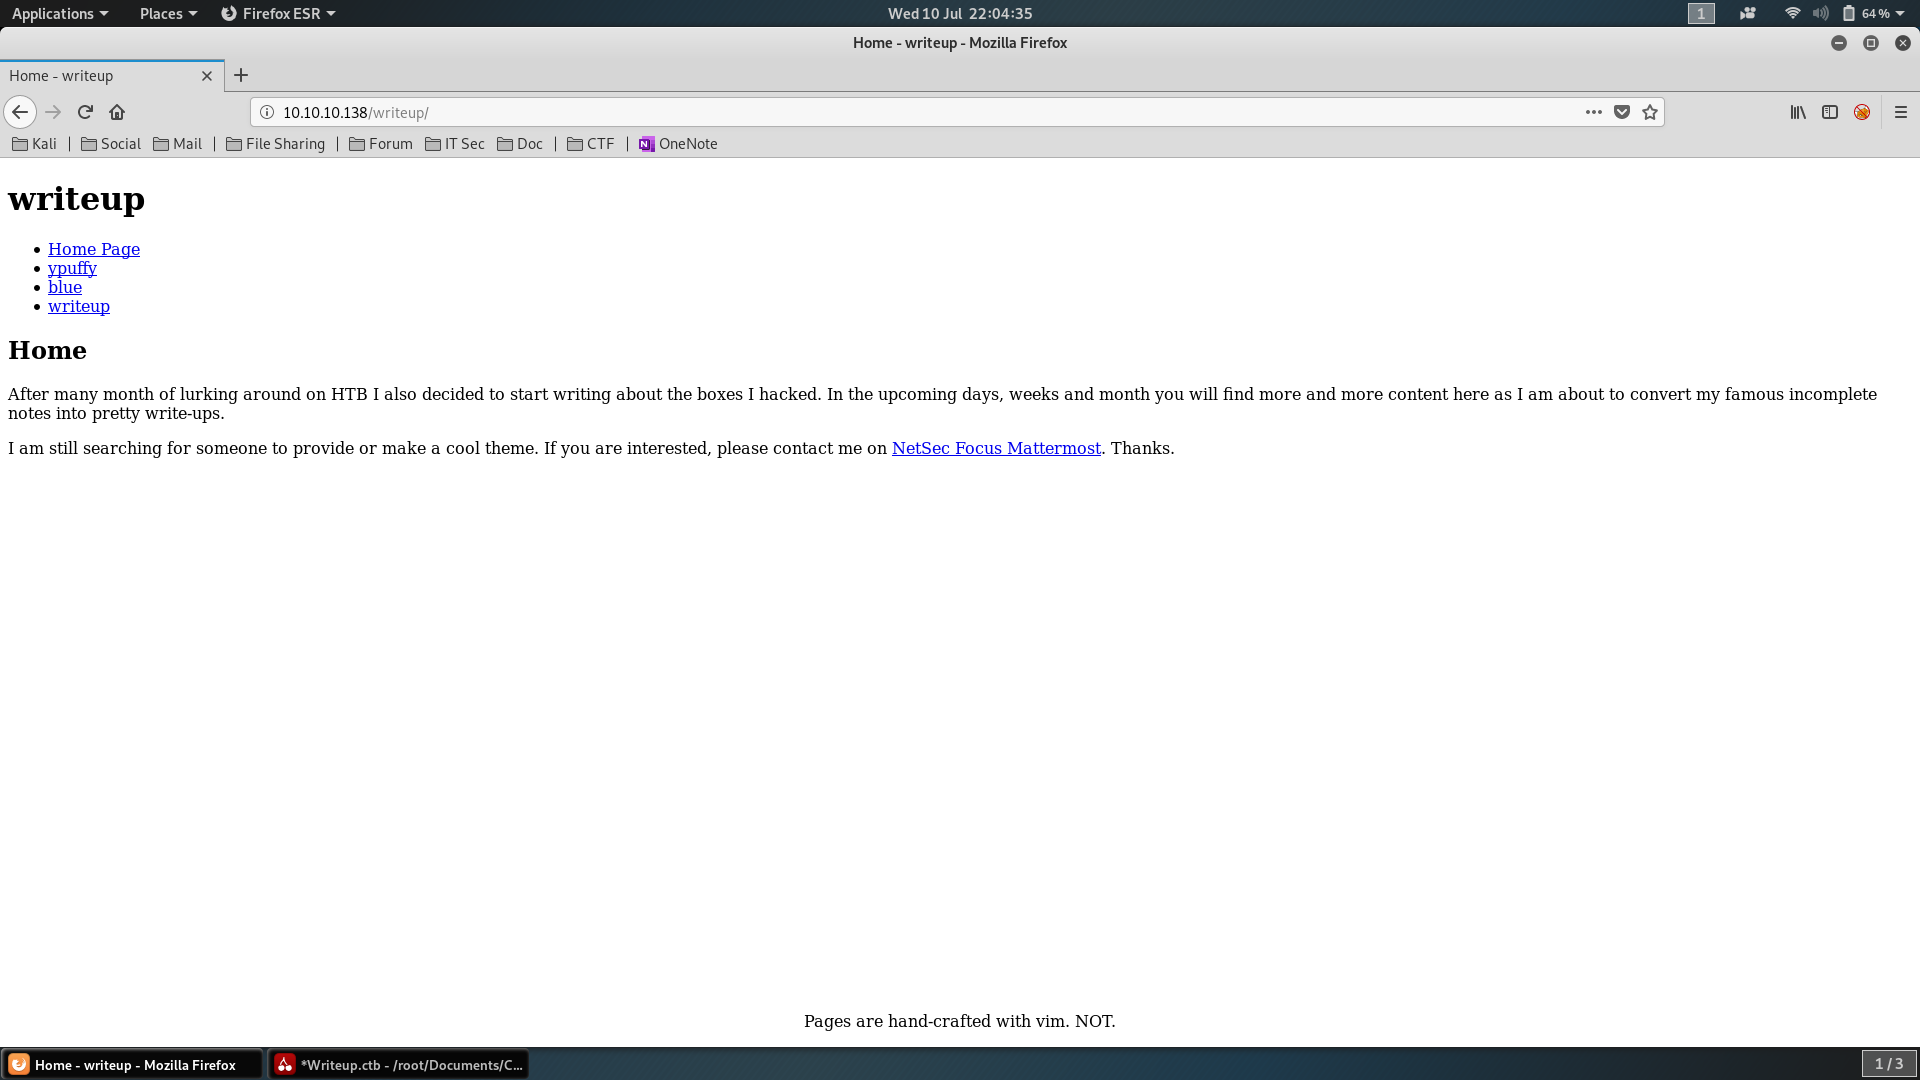 Applications Places Firefox ESR Wed 10 Jul 22:04:35 1 64 %
Home - writeup - Mozilla Firefox
Home - writeup
10.10.10.138/writeup/
Kali Social Mail File Sharing Forum IT Sec Doc CTF N OneNote
writeup
• Home Page
• ypuffy
• blue
• writeup
Home
After many month of lurking around on HTB I also decided to start writing about the boxes I hacked. In the upcoming days, weeks and month you will find more and more content here as I am about to convert my famous incomplete
notes into pretty write-ups.
I am still searching for someone to provide or make a cool theme. If you are interested, please contact me on NetSec Focus Mattermost. Thanks.
Pages are hand-crafted with vim. NOT.
Home - writeup - Mozilla Firefox *Writeup.ctb - /root/Documents/C... 1 / 3